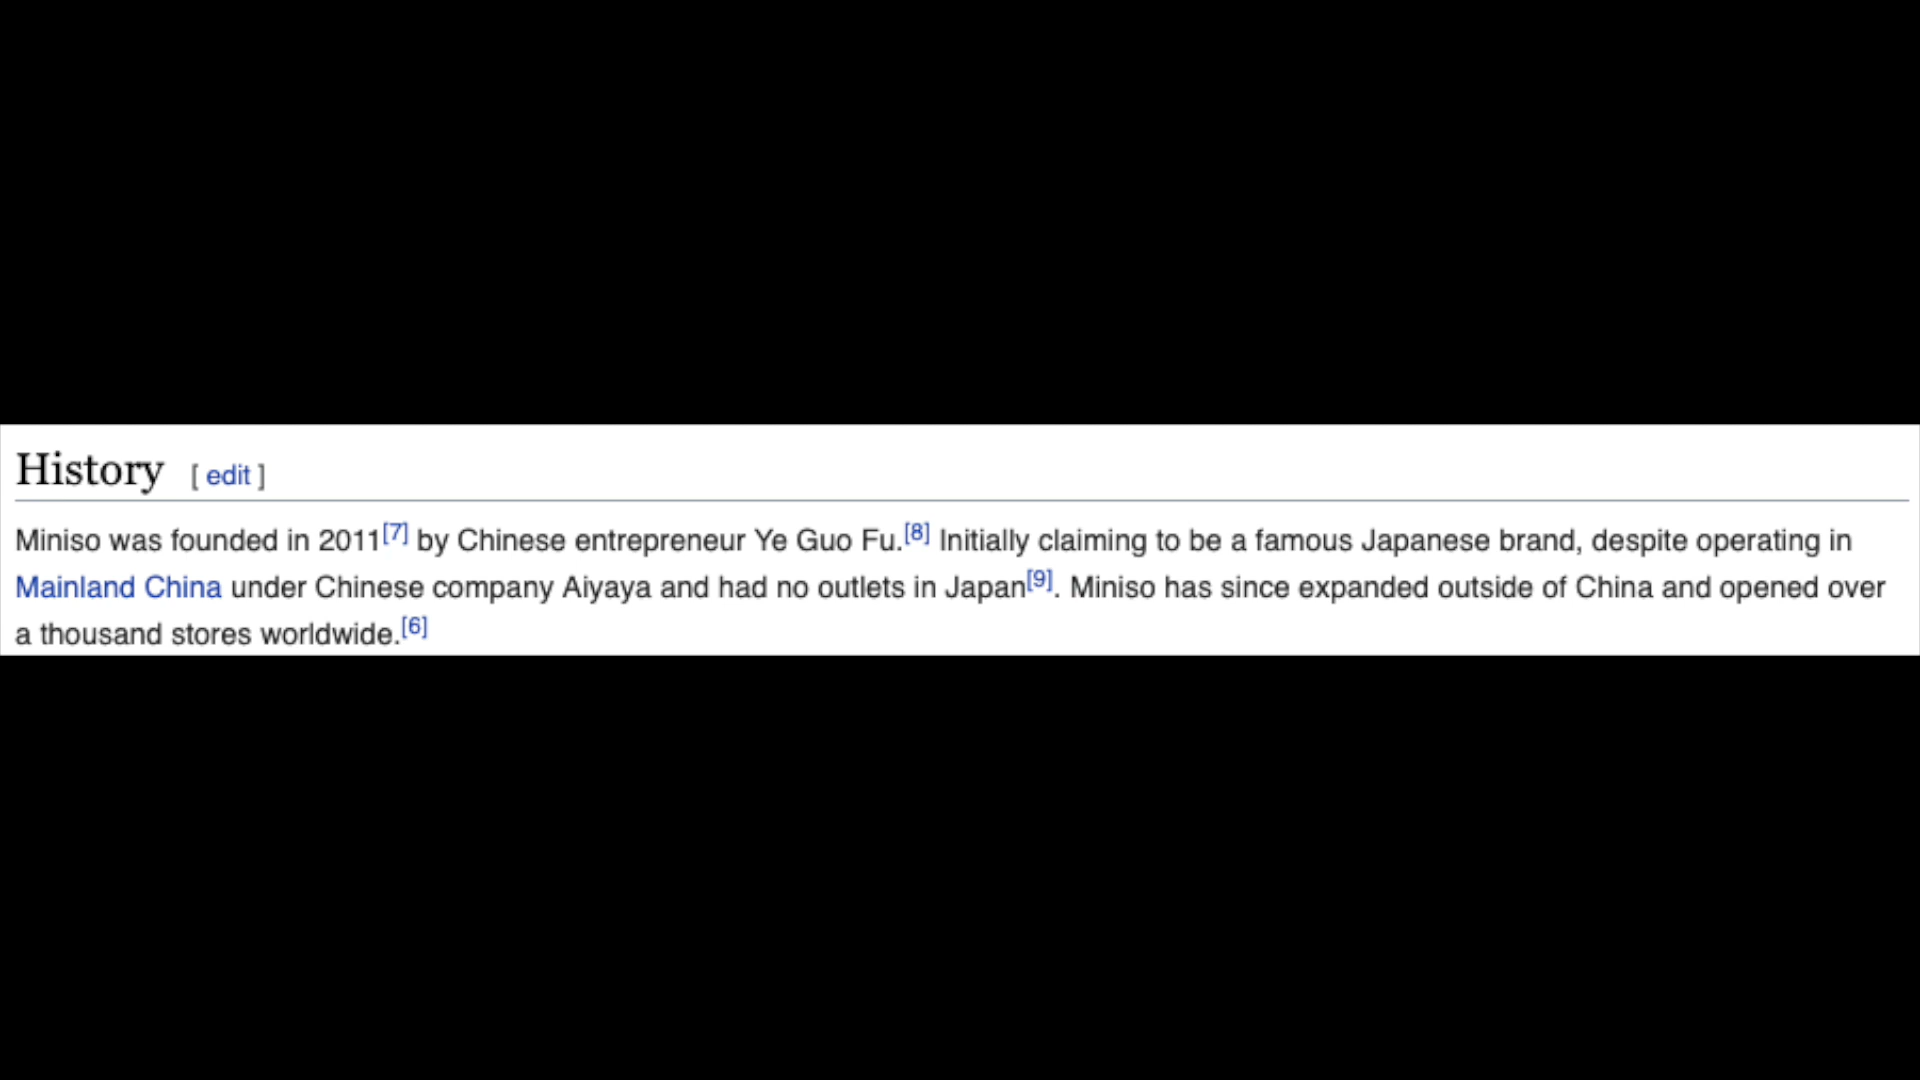 History [ edit ]
Miniso was founded in 2011[7] by Chinese entrepreneur Ye Guo Fu.[8] Initially claiming to be a famous Japanese brand, despite operating in
Mainland China under Chinese company Aiyaya and had no outlets in Japan[9]. Miniso has since expanded outside of China and opened over
a thousand stores worldwide.[6]